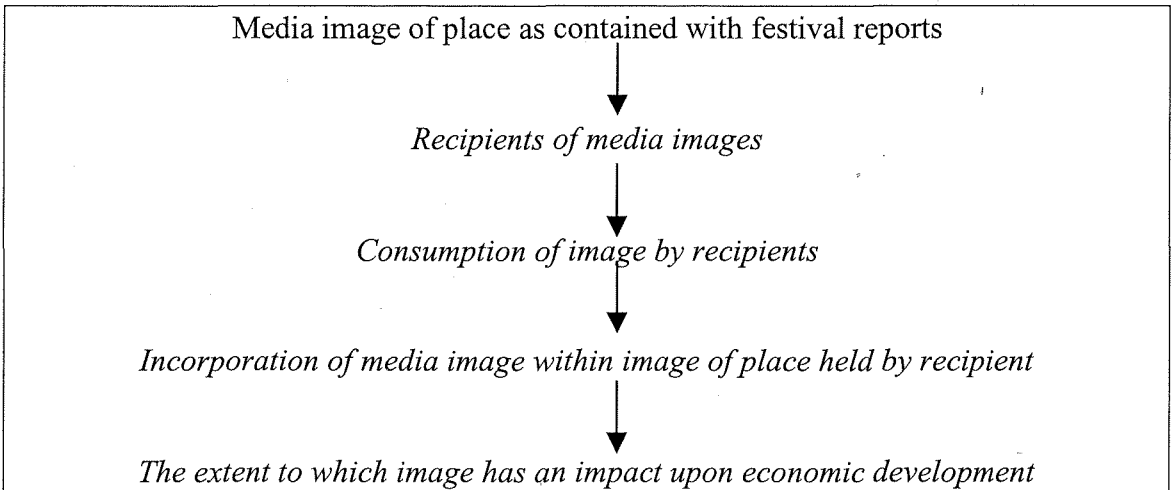 Media image of place as contained with festival reports
Recipients of media images
Consumption of image by recipients
Incorporation of media image within image of place held by recipient
The extent to which image has an impact upon economic development